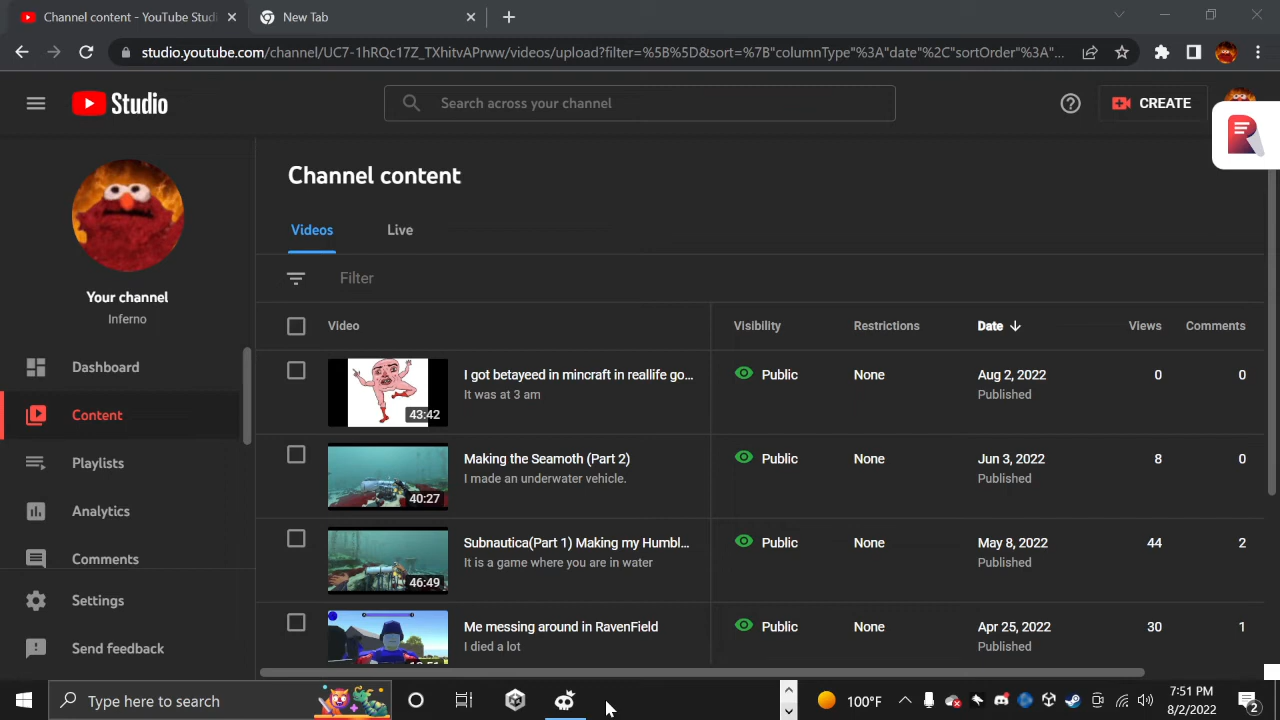 Channel content - YouTube Studi
New Tab
studio.youtube.com/channel/UC7-1hRQc17Z_TXhitvAPrww/videos/upload?filter=%5B%5D&sort=%7B"columnType"%3A"date"%2C"sortOrder"%3A"...
Studio
Search across your channel
CREATE
Channel content
Videos
Live
Filter
Your channel
Inferno
Dashboard
Content
Playlists
Analytics
Comments
Settings
Send feedback
Video
Visibility
Restrictions
Date
Views
Comments
43:42
I got betayeed in mincraft in reallife go...
It was at 3 am
Public
None
Aug 2, 2022
Published
0
0
40:27
Making the Seamoth (Part 2)
I made an underwater vehicle.
Public
None
Jun 3, 2022
Published
8
0
46:49
Subnautica(Part 1) Making my Humbl...
It is a game where you are in water
Public
None
May 8, 2022
Published
44
2
Me messing around in RavenField
I died a lot
Public
None
Apr 25, 2022
Published
30
1
Type here to search
100°F
7:51 PM
8/2/2022
2